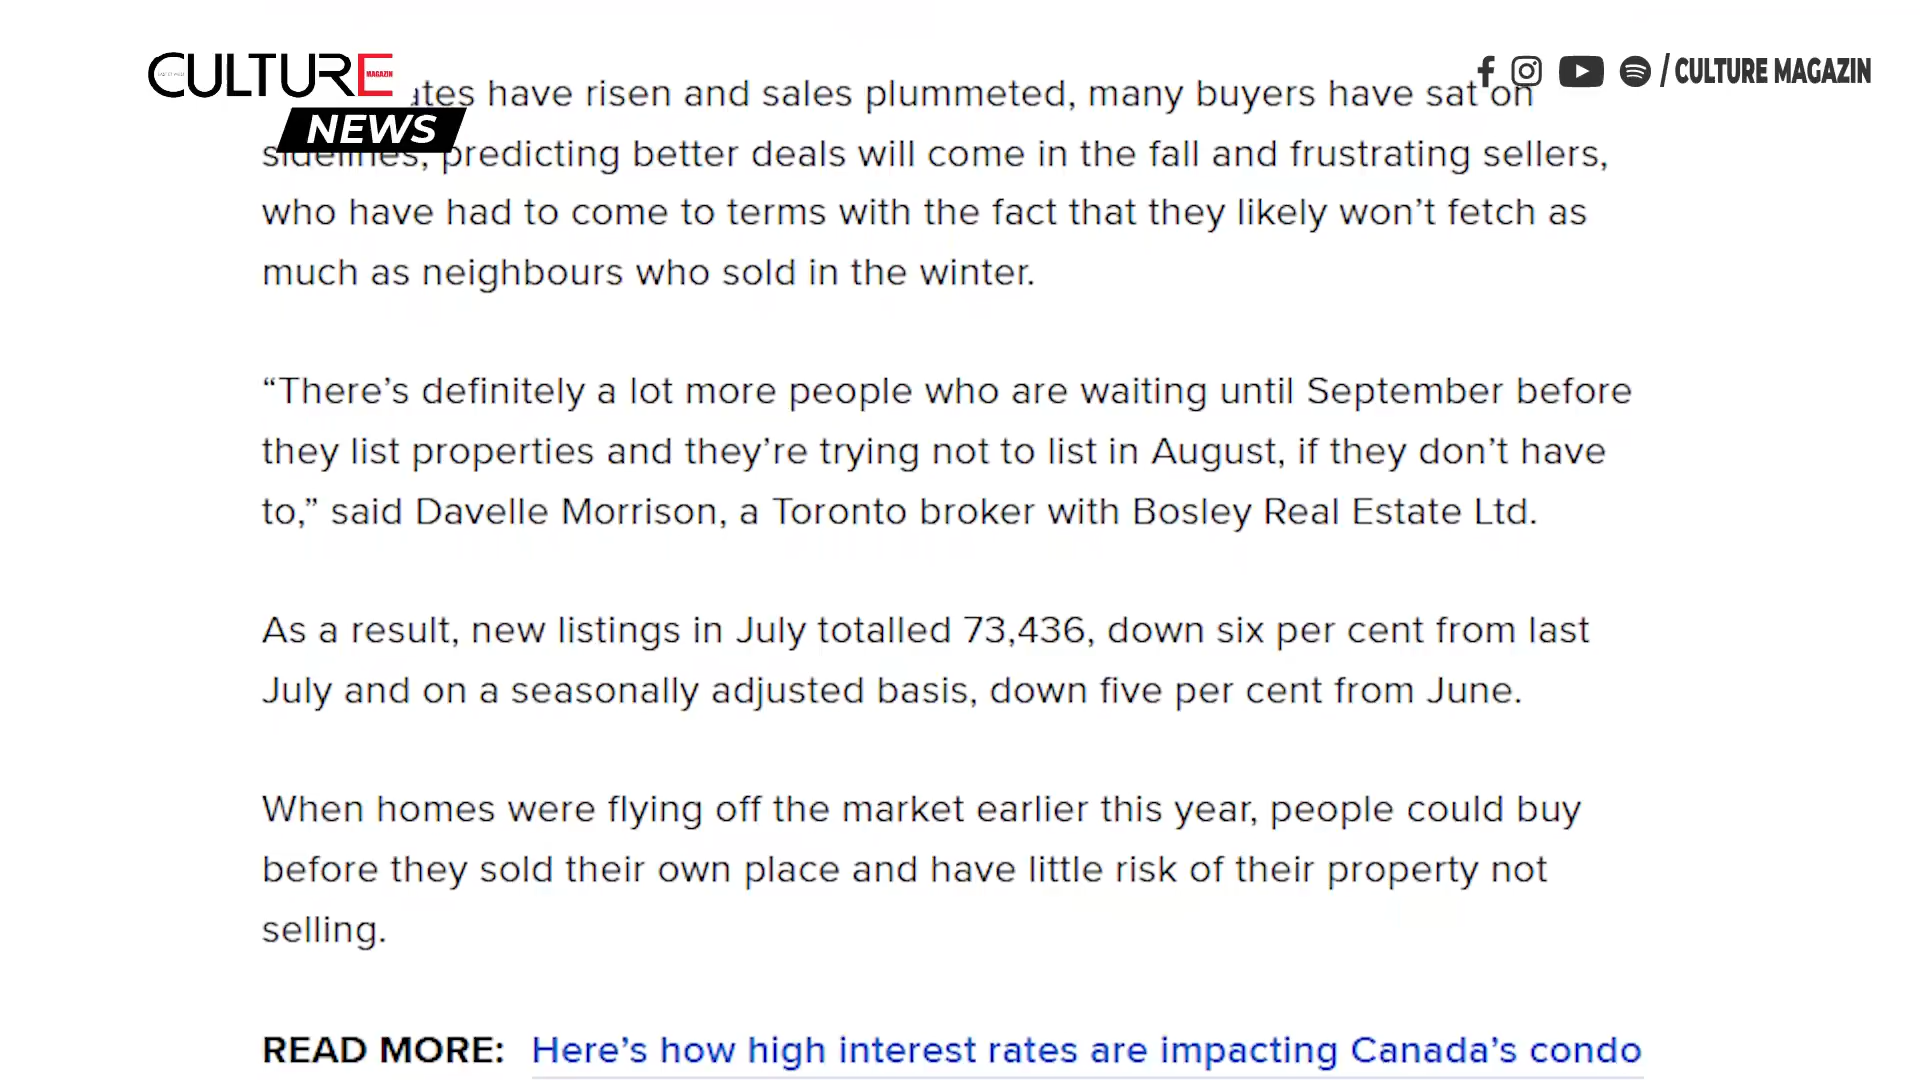 CULTURE
MAGAZIN
NEWS
/ CULTURE MAGAZIN
have risen and sales plummeted, many buyers have sat on
sidelines, predicting better deals will come in the fall and frustrating sellers,
who have had to come to terms with the fact that they likely won’t fetch as
much as neighbours who sold in the winter.
“There’s definitely a lot more people who are waiting until September before
they list properties and they’re trying not to list in August, if they don’t have
to,” said Davelle Morrison, a Toronto broker with Bosley Real Estate Ltd.
As a result, new listings in July totalled 73,436, down six per cent from last
July and on a seasonally adjusted basis, down five per cent from June.
When homes were flying off the market earlier this year, people could buy
before they sold their own place and have little risk of their property not
selling.
READ MORE: Here’s how high interest rates are impacting Canada’s condo